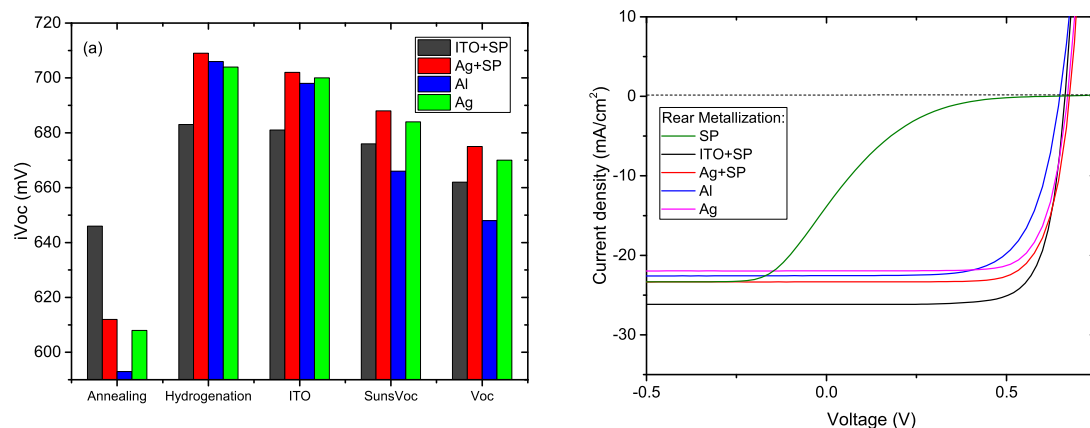 (a)
ITO+SP
Ag+SP
Al
Ag
720
700
680
660
640
620
600
iVoc (mV)
Annealing Hydrogenation ITO SunsVoc Voc
10
0
-10
-20
-30
Current density (mA/cm²)
Rear Metallization:
SP
ITO+SP
Ag+SP
Al
Ag
-0.5 0.0 0.5
Voltage (V)